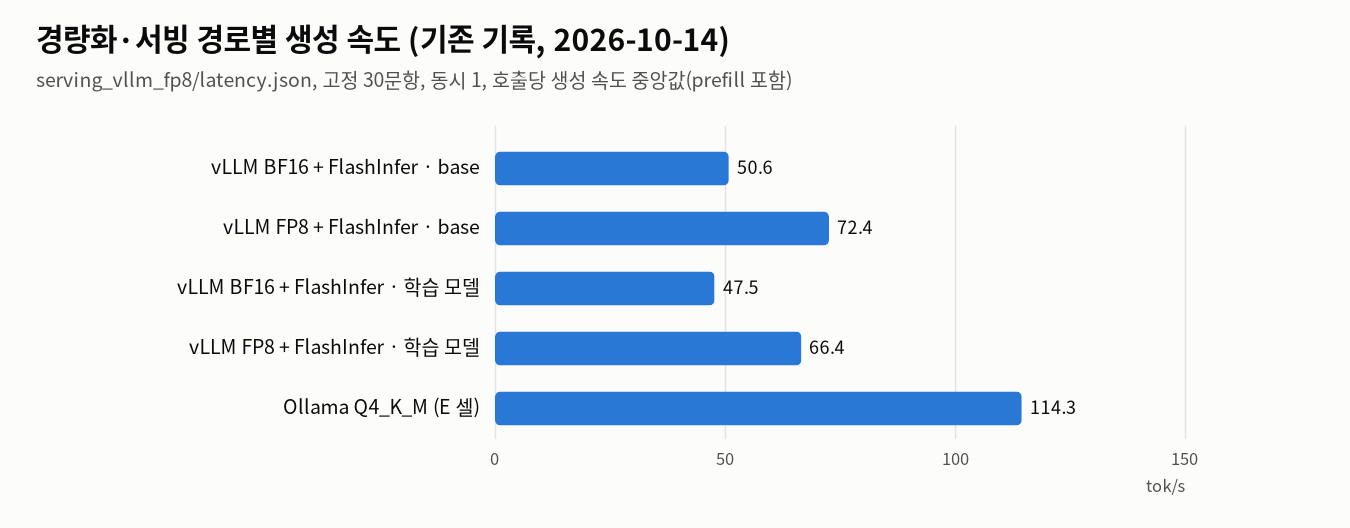 경량화·서빙 경로별 생성 속도 (기존 기록, 2026-10-14)
serving_vllm_fp8/latency.json, 고정 30문항, 동시 1, 호출당 생성 속도 중앙값(prefill 포함)
vLLM BF16 + FlashInfer · base 50.6
vLLM FP8 + FlashInfer · base 72.4
vLLM BF16 + FlashInfer · 학습 모델 47.5
vLLM FP8 + FlashInfer · 학습 모델 66.4
Ollama Q4_K_M (E 셀) 114.3
0 50 100 150
tok/s